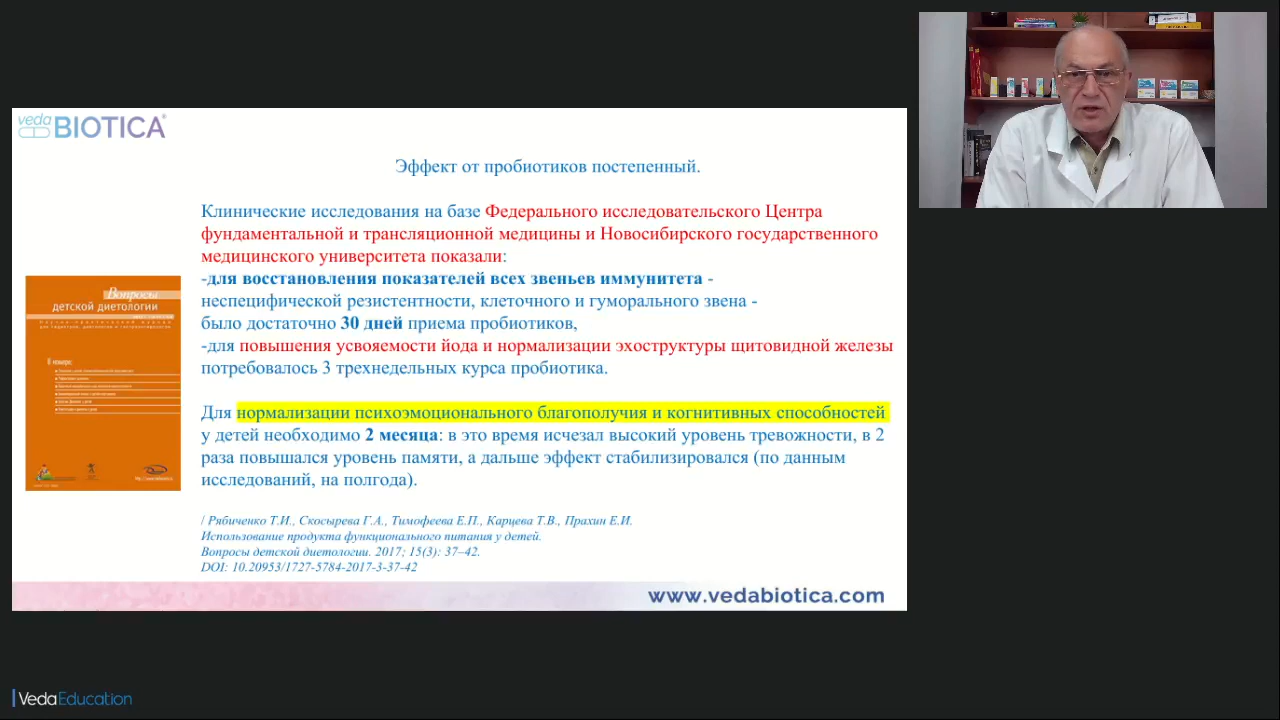 veda
BIOTICA
Эффект от пробиотиков постепенный.
Клинические исследования на базе Федерального исследовательского Центра
фундаментальной и трансляционной медицины и Новосибирского государственного
медицинского университета показали:
-для восстановления показателей всех звеньев иммунитета -
неспецифической резистентности, клеточного и гуморального звена -
было достаточно 30 дней приема пробиотиков,
-для повышения усвояемости йода и нормализации эхоструктуры щитовидной железы
потребовалось 3 трехнедельных курса пробиотика.
Для нормализации психоэмоционального благополучия и когнитивных способностей
у детей необходимо 2 месяца: в это время исчезал высокий уровень тревожности, в 2
раза повышался уровень памяти, а дальше эффект стабилизировался (по данным
исследований, на полгода).
Вопросы
детской диетологии
/ Рябиченко Т.И., Скосырева Г.А., Тимофеева Е.П., Карцева Т.В., Прахин Е.И.
Использование продукта функционального питания у детей.
Вопросы детской диетологии. 2017; 15(3): 37–42.
DOI: 10.20953/1727-5784-2017-3-37-42
www.vedabiotica.com
VedaEducation